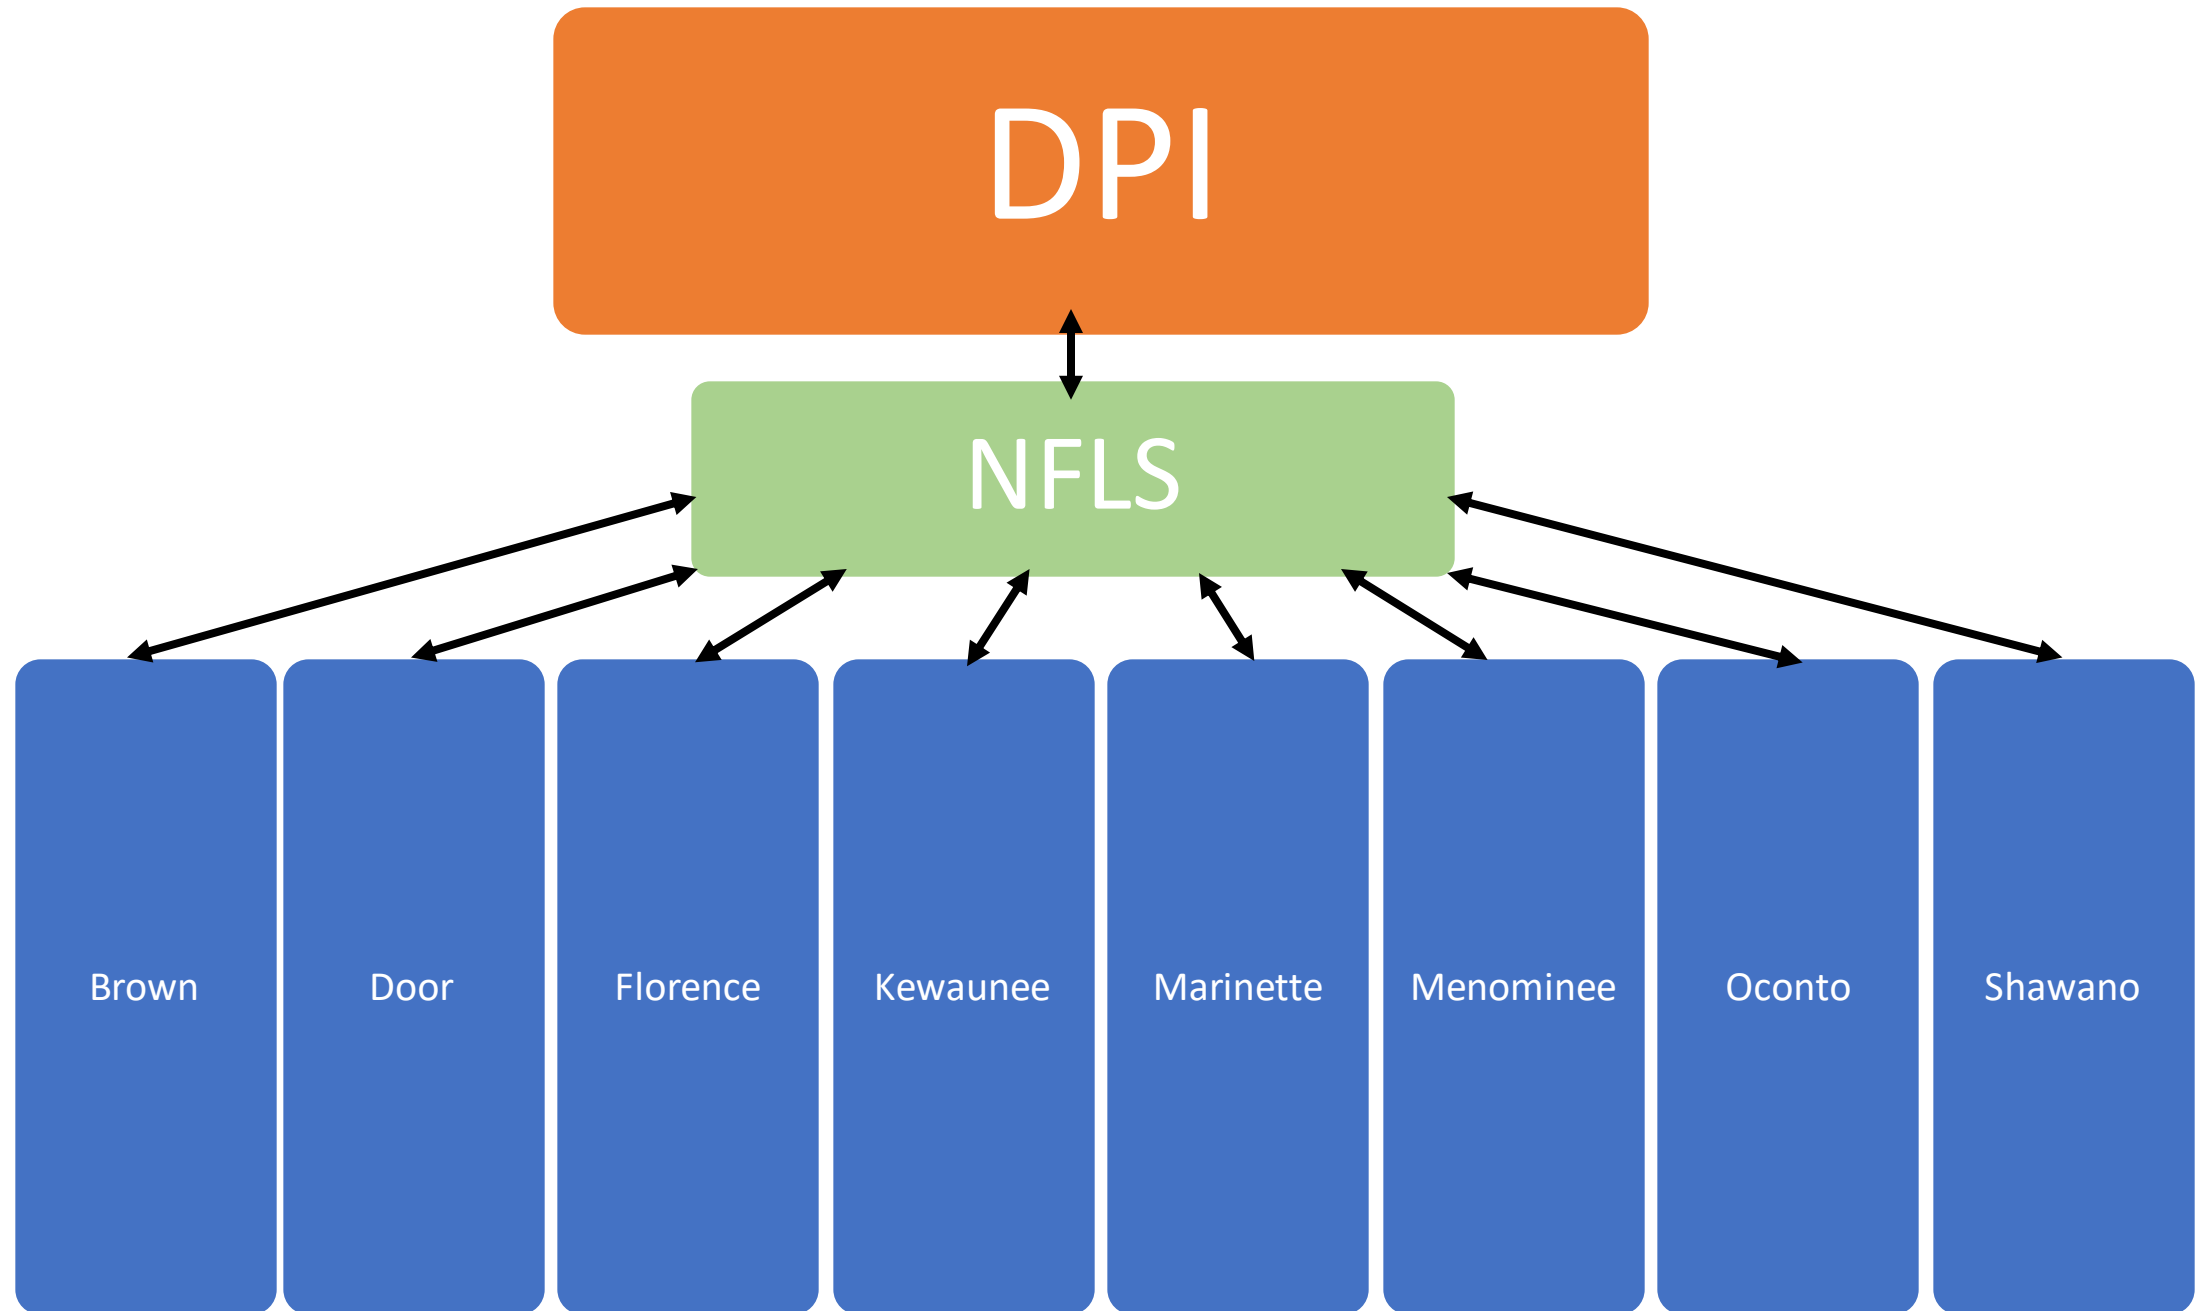 DPI
NFLS
Brown
Door
Florence
Kewaunee
Marinette
Menominee
Oconto
Shawano